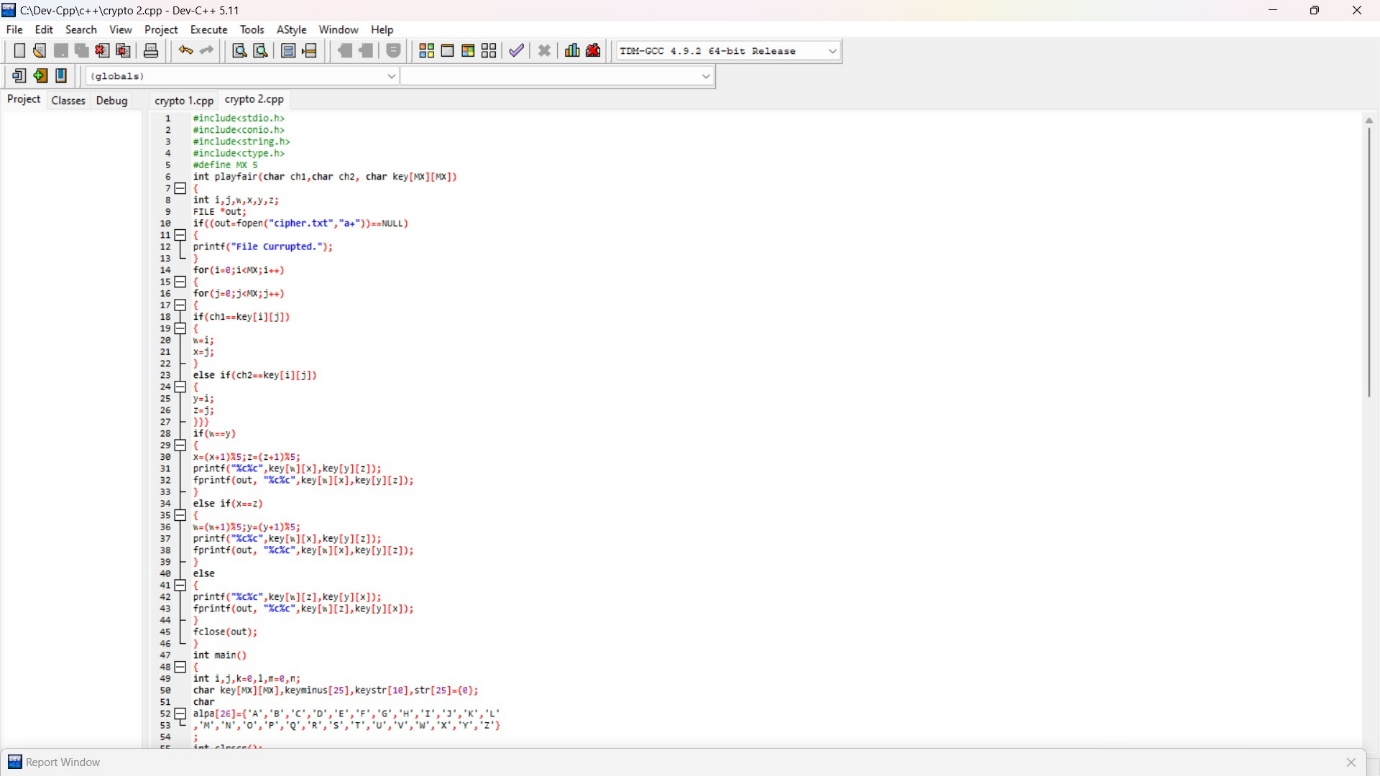 C:\Dev-Cpp\c++\crypto 2.cpp - Dev-C++ 5.11
File Edit Search View Project Execute Tools AStyle Window Help
TDM-GCC 4.9.2 64-bit Release
(globals)
Project Classes Debug crypto 1.cpp crypto 2.cpp
1 #include<stdio.h>
2 #include<conio.h>
3 #include<string.h>
4 #include<ctype.h>
5 #define MX 5
6 int playfair(char ch1,char ch2, char key[MX][MX])
7 {
8 int i,j,w,x,y,z;
9 FILE *out;
10 if((out=fopen("cipher.txt","a+"))==NULL)
11 {
12 printf("File Currupted.");
13 }
14 for(i=0;i<MX;i++)
15 {
16 for(j=0;j<MX;j++)
17 {
18 if(ch1==key[i][j])
19 {
20 w=i;
21 x=j;
22 }
23 else if(ch2==key[i][j])
24 {
25 y=i;
26 z=j;
27 }}}
28 if(w==y)
29 {
30 x=(x+1)%5;z=(z+1)%5;
31 printf("%c%c",key[w][x],key[y][z]);
32 fprintf(out, "%c%c",key[w][x],key[y][z]);
33 }
34 else if(x==z)
35 {
36 w=(w+1)%5;y=(y+1)%5;
37 printf("%c%c",key[w][x],key[y][z]);
38 fprintf(out, "%c%c",key[w][x],key[y][z]);
39 }
40 else
41 {
42 printf("%c%c",key[w][z],key[y][x]);
43 fprintf(out, "%c%c",key[w][z],key[y][x]);
44 }
45 fclose(out);
46 }
47 int main()
48 {
49 int i,j,k=0,l,m=0,n;
50 char key[MX][MX],keyminus[25],keystr[10],str[25]={0};
51 char
52 alpa[26]={'A','B','C','D','E','F','G','H','I','J','K','L'
53 ,'M','N','O','P','Q','R','S','T','U','V','W','X','Y','Z'}
54 ;
55 int clrscr();
Report Window